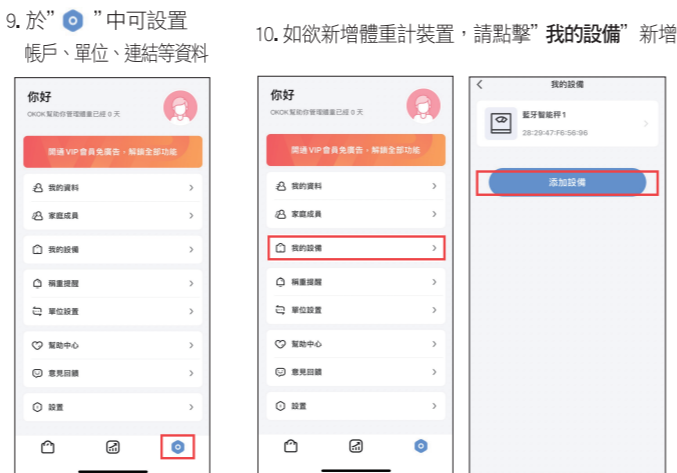 9. 於” ”中可設置
帳戶、單位、連結等資料
你好
OKOK幫助你管理體重已經 0 天
開通 VIP 會員免廣告，解鎖全部功能
我的資料
家庭成員
我的設備
稱重提醒
單位設置
幫助中心
意見回饋
設置
10. 如欲新增體重計裝置，請點擊”我的設備”新增
你好
OKOK幫助你管理體重已經 0 天
開通 VIP 會員免廣告，解鎖全部功能
我的資料
家庭成員
我的設備
稱重提醒
單位設置
幫助中心
意見回饋
設置
我的設備
藍牙智能秤1
28:29:47:F6:56:96
添加設備